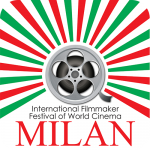 International Filmmaker
Festival of World Cinema
MILAN